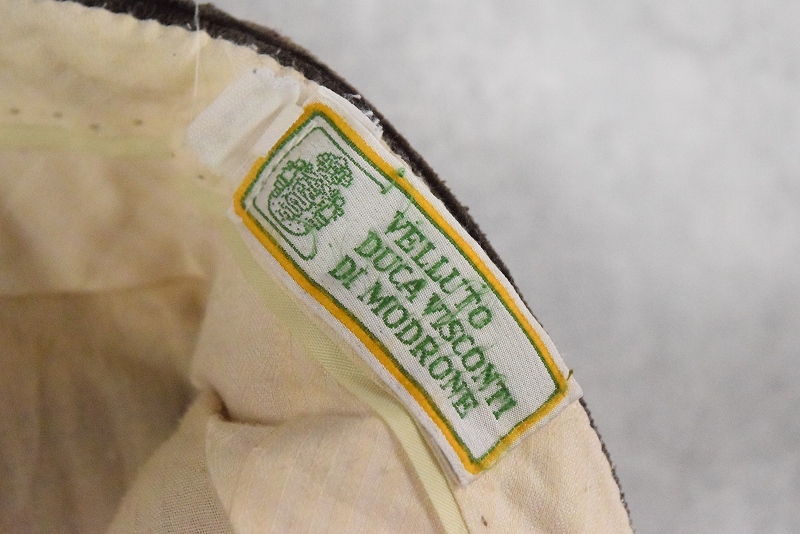 VELLUTO
DUCA VISCONTI
Di MODRONE